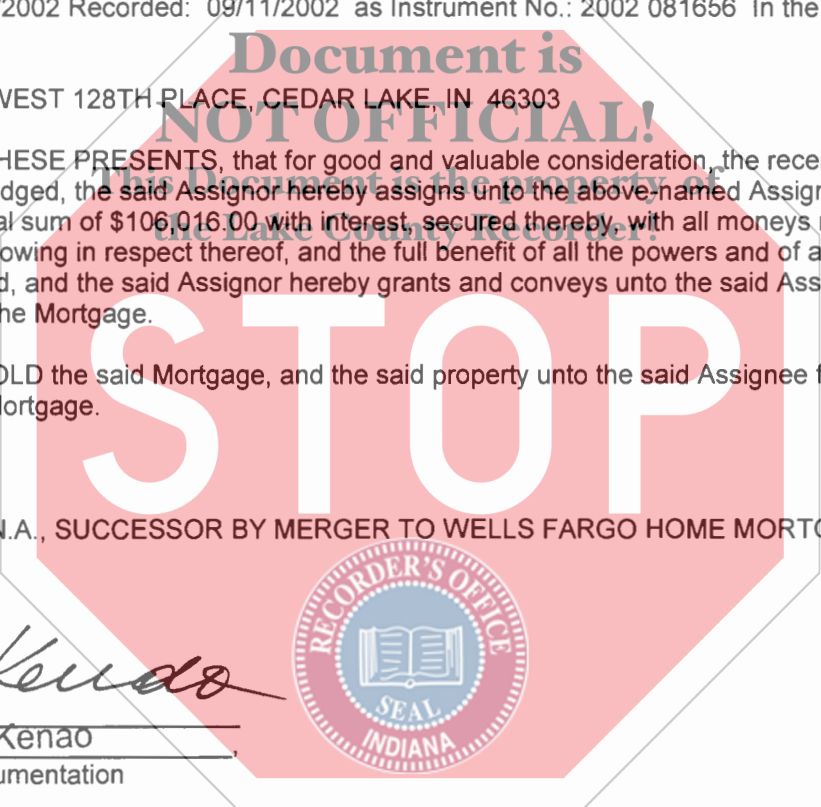 /2002 Recorded: 09/11/2002 as Instrument No.: 2002 081656 In the
Document is
WEST 128TH PLACE, CEDAR LAKE, IN 46303
NOT OFFICIAL!
HESE PRESENTS, that for good and valuable consideration, the rece
This Document is the property of
dged, the said Assignor hereby assigns unto the above-named Assign
al sum of $106,016.00 with interest, secured thereby, with all moneys
the Lake County Recorder!
owing in respect thereof, and the full benefit of all the powers and of a
d, and the said Assignor hereby grants and conveys unto the said Ass
he Mortgage.
STOP
OLD the said Mortgage, and the said property unto the said Assignee f
Mortgage.
N.A., SUCCESSOR BY MERGER TO WELLS FARGO HOME MORTG
RECORDER'S OFFICE
SEAL
INDIANA
Kendo
Kenao
umentation